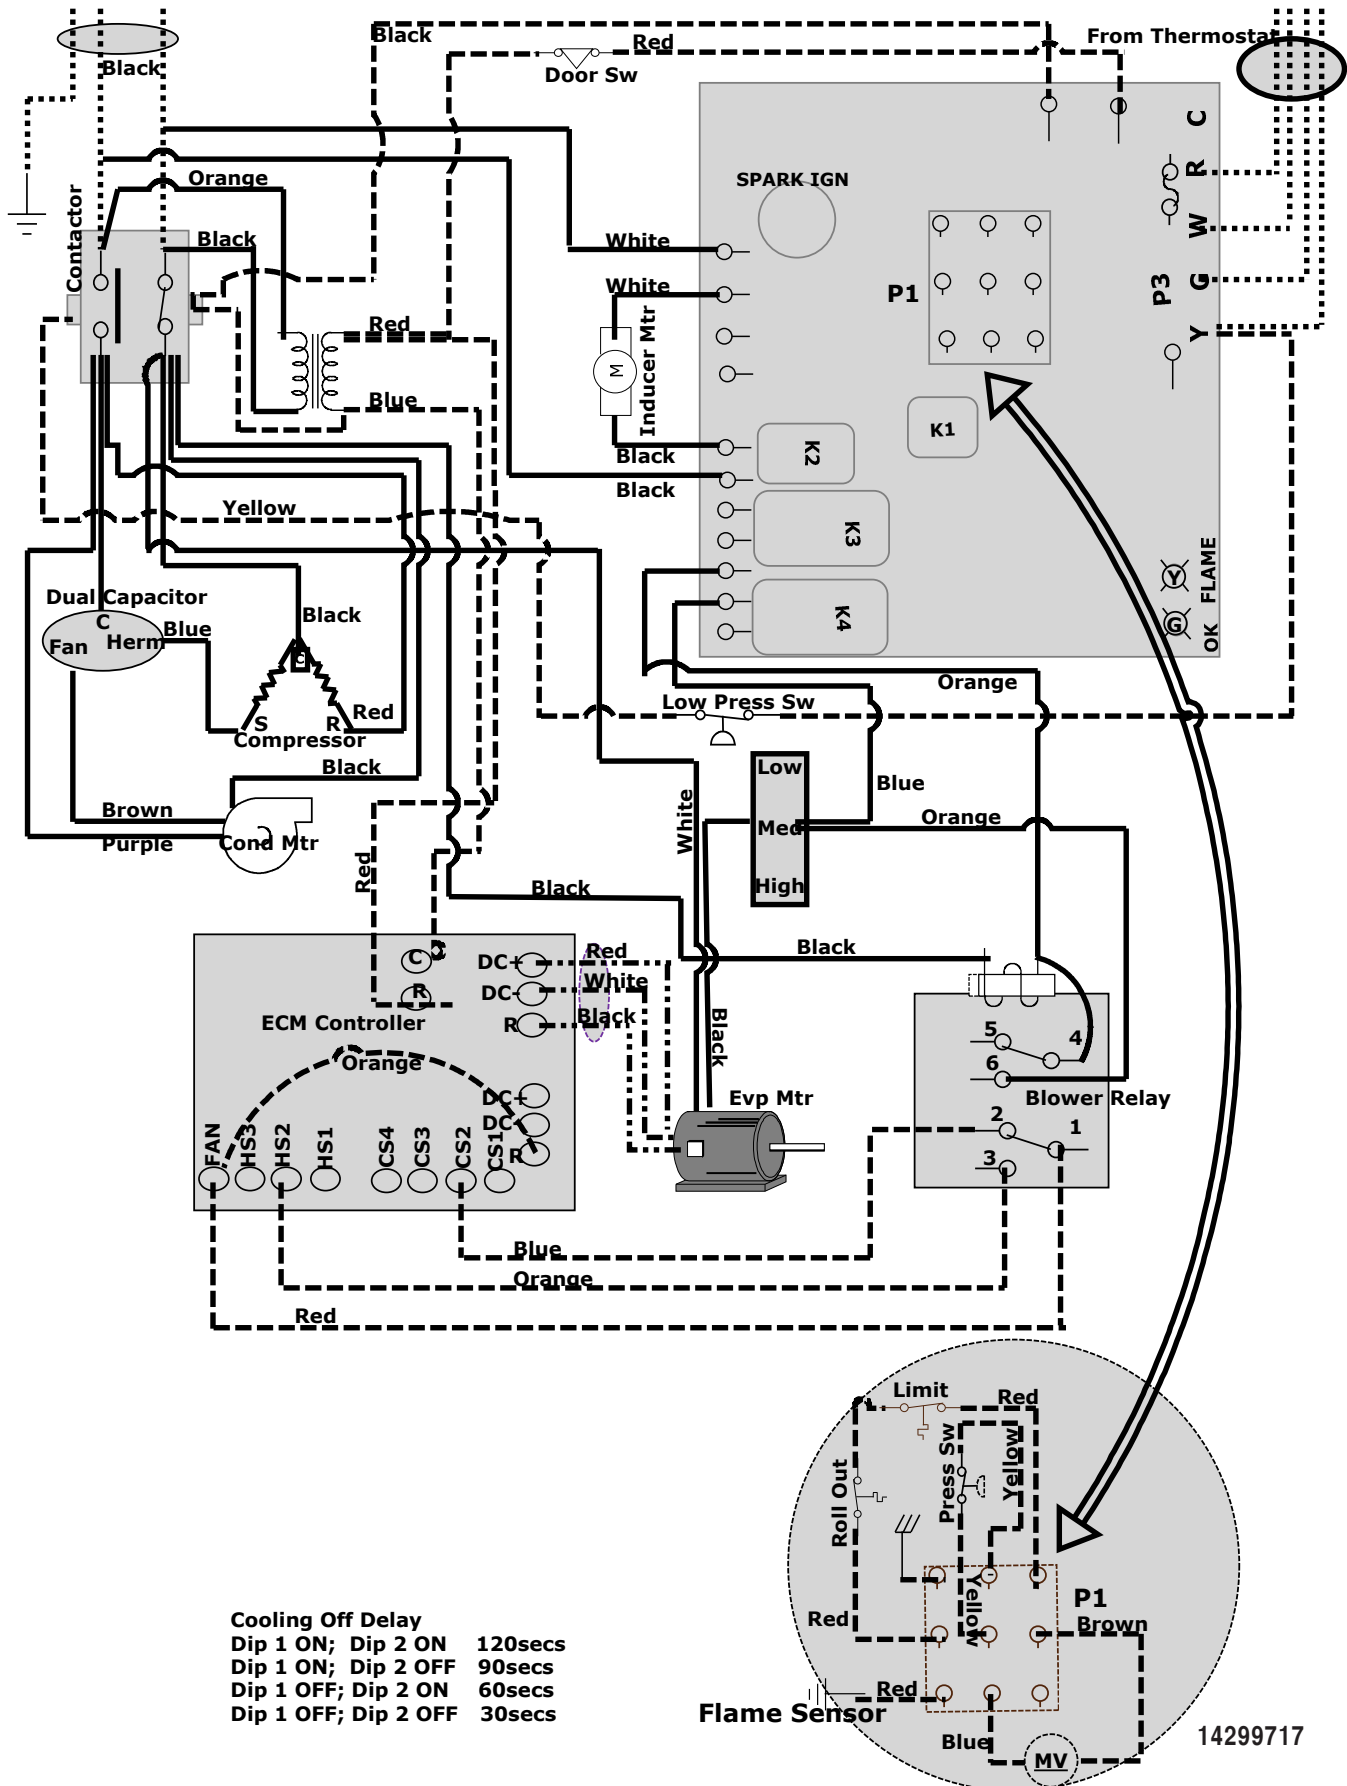 Black
Black
Red
Door Sw
From Thermostat
C
R
W
G
Y
P3
SPARK IGN
P1
K1
K2
K3
K4
Y
FLAME
G
OK
Orange
Black
Contactor
White
White
Inducer Mtr
M
Black
Black
Red
Blue
Yellow
Dual Capacitor
C
Fan
Herm
Blue
Black
C
S
R
Red
Compressor
Black
Brown
Purple
Cond Mtr
Orange
Low Press Sw
Low
Med
High
Blue
Orange
White
Red
Black
Black
Black
C
R
ECM Controller
DC+
DC-
R
Red
White
Black
Orange
DC+
DC-
R
FAN
HS3
HS2
HS1
CS4
CS3
CS2
CS1
Evp Mtr
5
4
6
Blower Relay
2
1
3
Blue
Orange
Red
Limit
Red
Press Sw
Yellow
Roll Out
Yellow
P1
Brown
Red
Red
Flame Sensor
Blue
MV
Cooling Off Delay
Dip 1 ON; Dip 2 ON 120secs
Dip 1 ON; Dip 2 OFF 90secs
Dip 1 OFF; Dip 2 ON 60secs
Dip 1 OFF; Dip 2 OFF 30secs
14299717